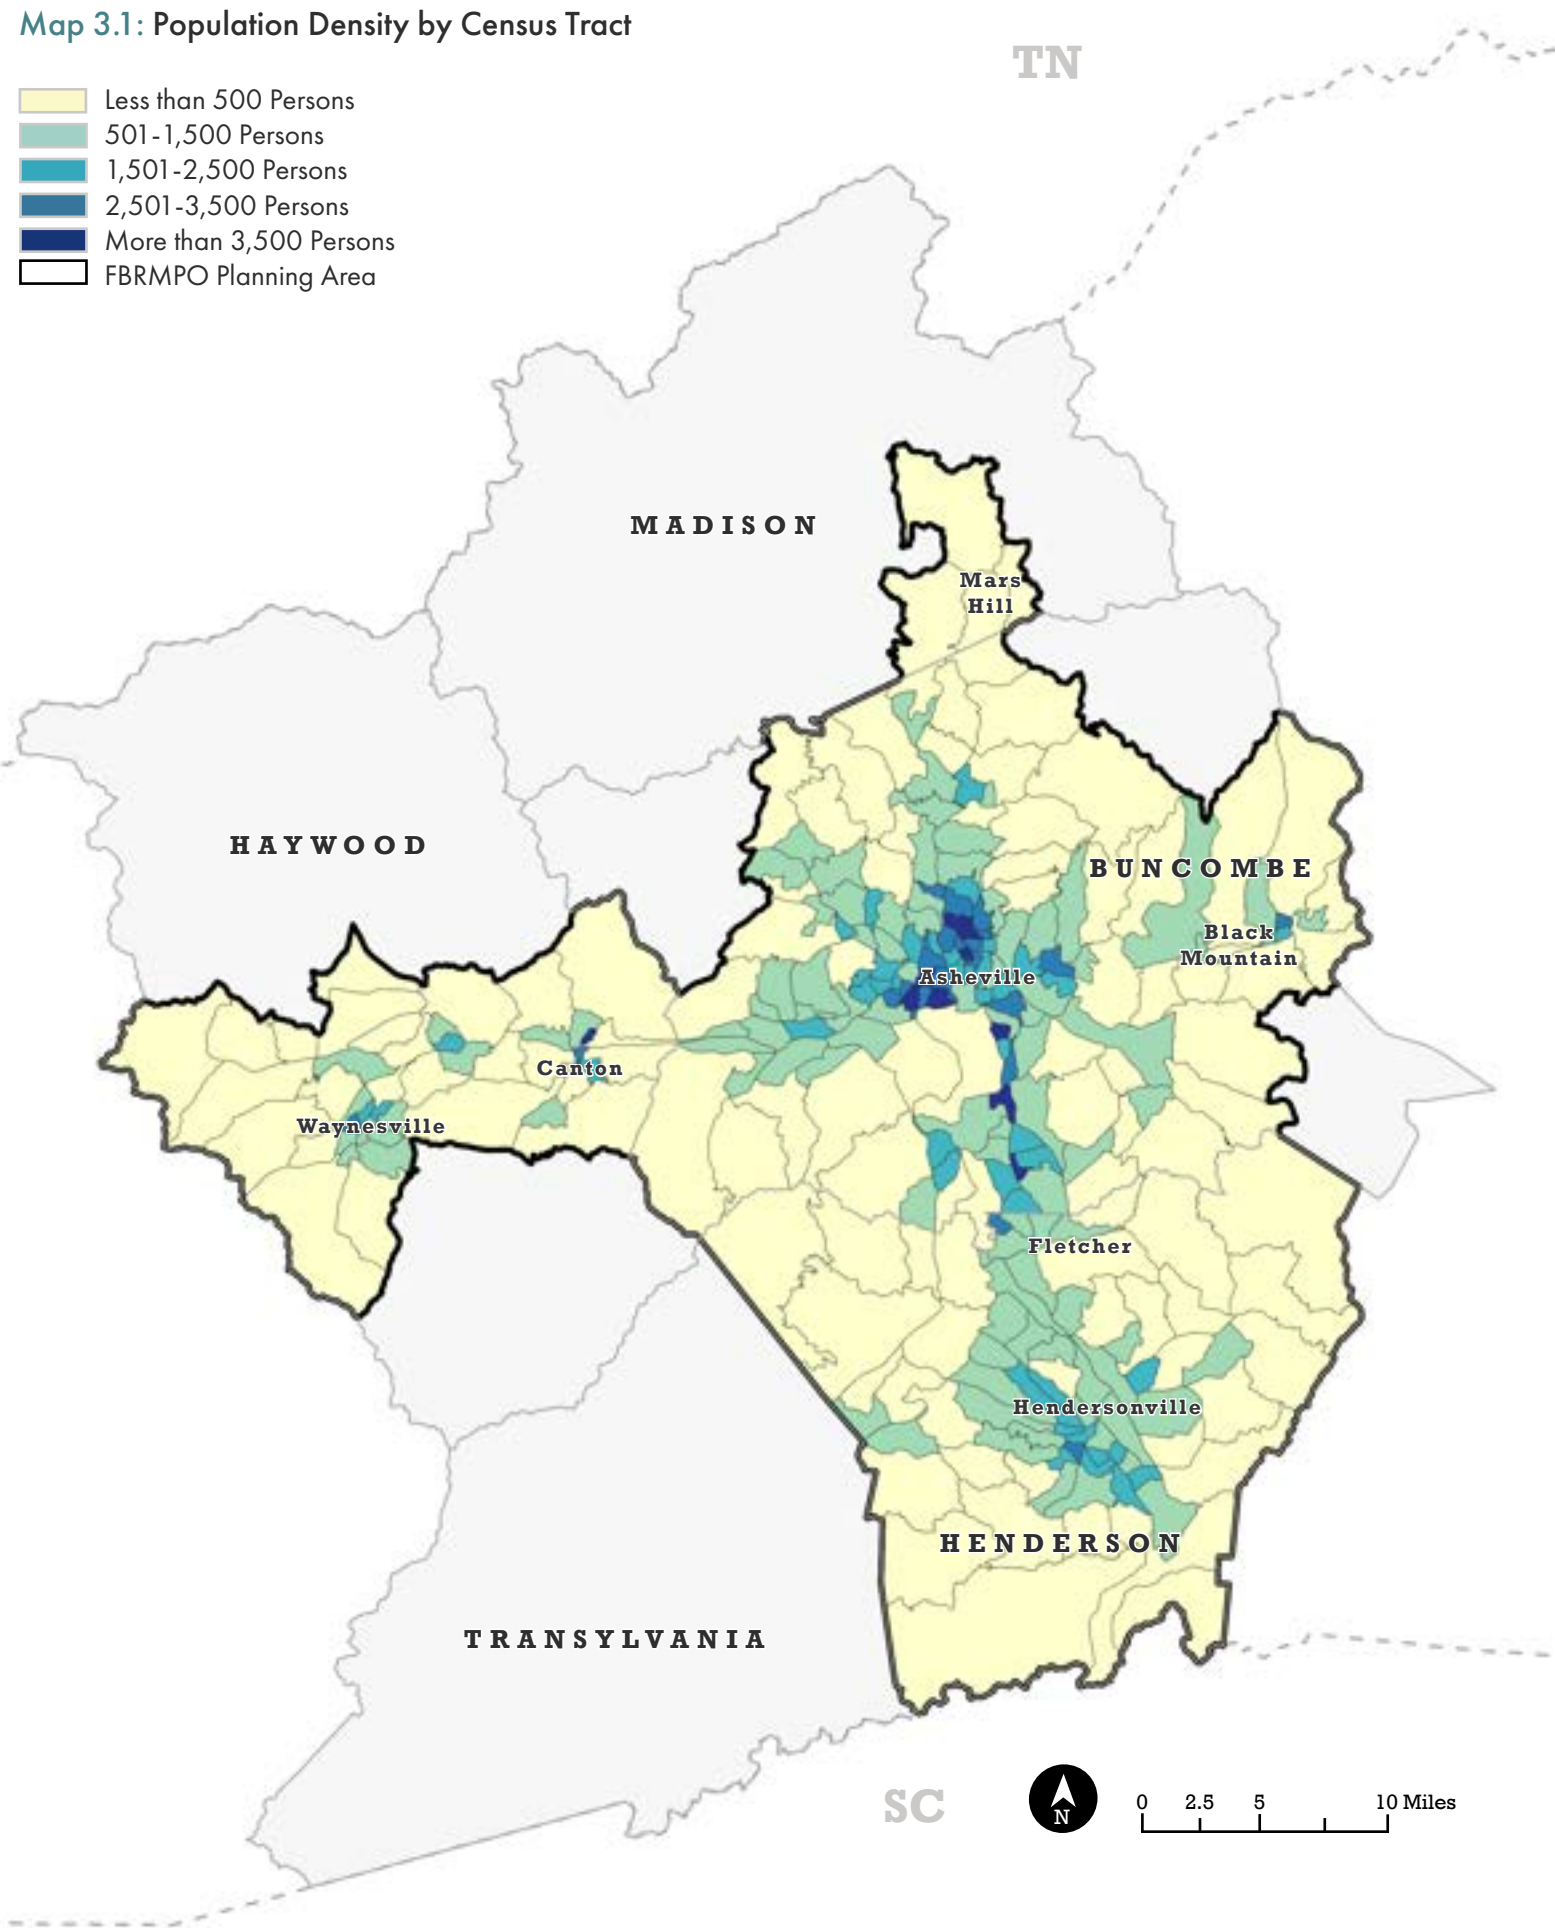 Map 3.1: Population Density by Census Tract
TN
Less than 500 Persons
501-1,500 Persons
1,501-2,500 Persons
2,501-3,500 Persons
More than 3,500 Persons
FBRMPO Planning Area
MADISON
Mars
Hill
HAYWOOD
BUNCOMBE
Black
Mountain
Asheville
Canton
Waynesville
Fletcher
Hendersonville
HENDERSON
TRANSYLVANIA
SC
N
0 2.5 5 10 Miles